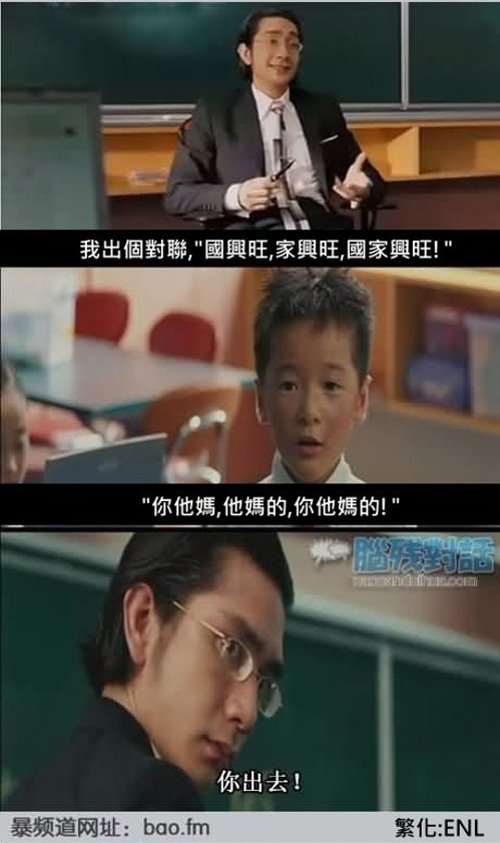 我出個對聯,"國興旺,家興旺,國家興旺!"
"你他媽,他媽的,你他媽的!"
腦残對話
你出去!
暴频道网址：bao.fm
繁化:ENL